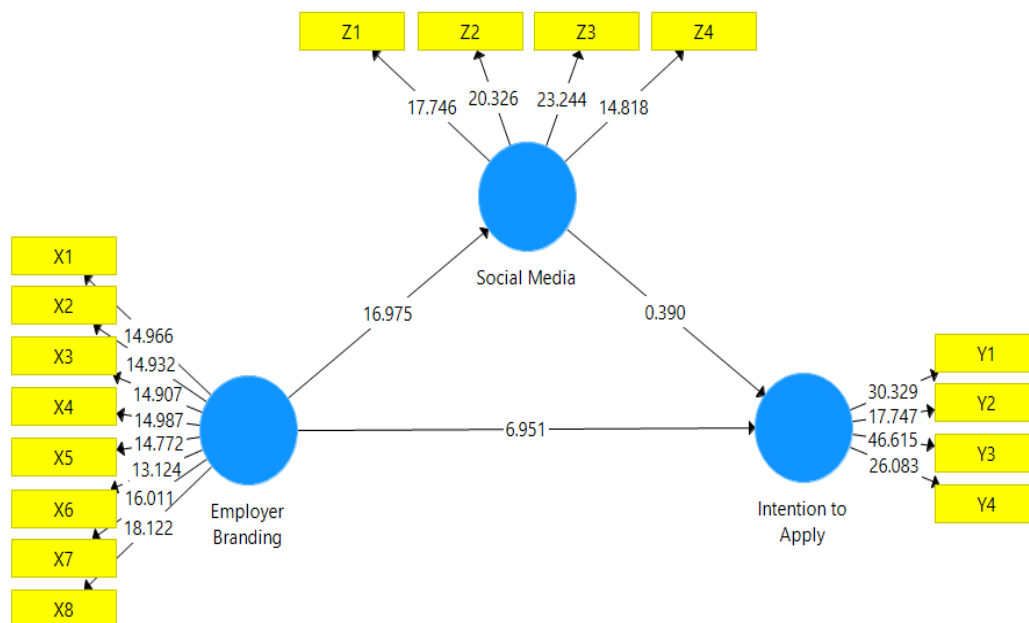 Z1
Z2
Z3
Z4
17.746
20.326
23.244
14.818
Social Media
X1
X2
X3
X4
X5
X6
X7
X8
14.966
14.932
14.907
14.987
14.772
13.124
16.011
18.122
Employer
Branding
16.975
0.390
6.951
Intention to
Apply
30.329
17.747
46.615
26.083
Y1
Y2
Y3
Y4